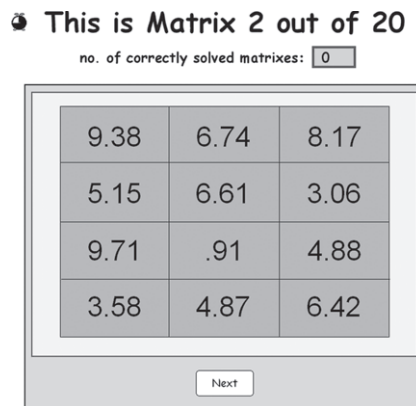 This is Matrix 2 out of 20
no. of correctly solved matrixes: 0
9.38 6.74 8.17
5.15 6.61 3.06
9.71 .91 4.88
3.58 4.87 6.42
Next